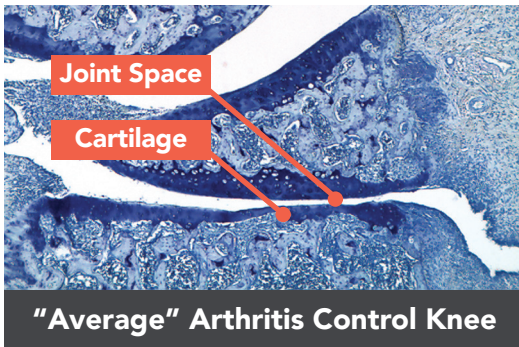 Joint Space
Cartilage
“Average” Arthritis Control Knee